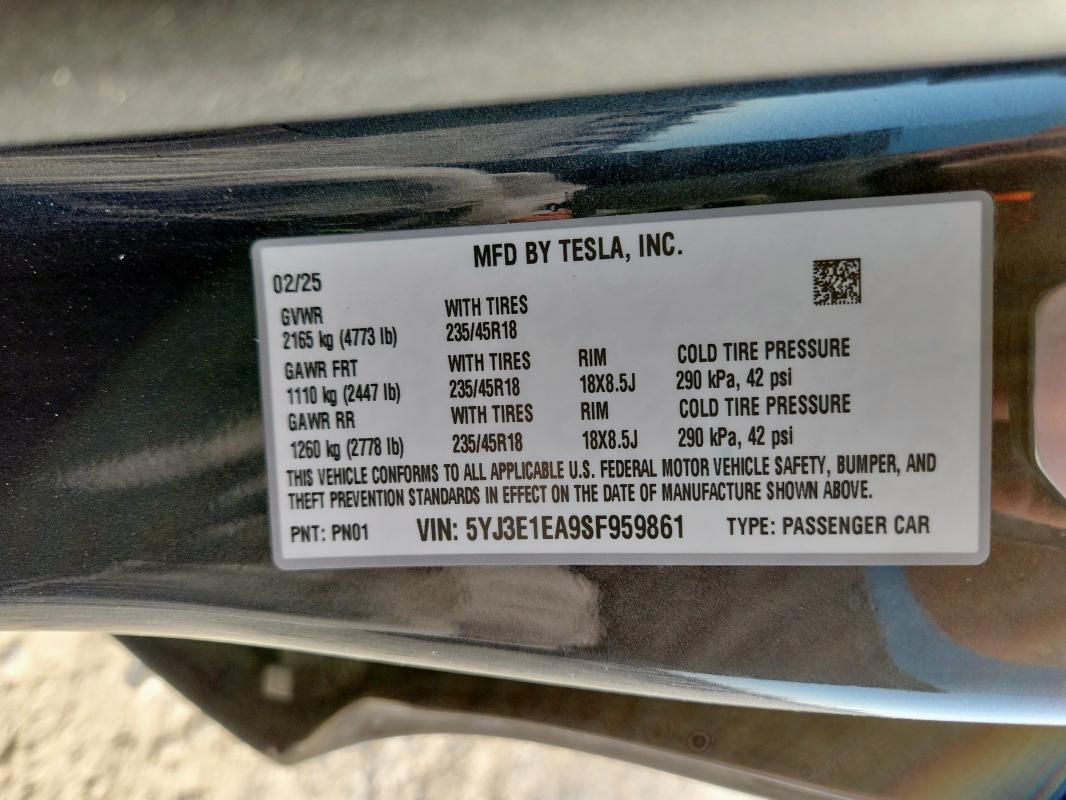 MFD BY TESLA, INC.
02/25
GVWR WITH TIRES
2165 kg (4773 lb) 235/45R18
GAWR FRT WITH TIRES RIM COLD TIRE PRESSURE
1110 kg (2447 lb) 235/45R18 18X8.5J 290 kPa, 42 psi
GAWR RR WITH TIRES RIM COLD TIRE PRESSURE
1260 kg (2778 lb) 235/45R18 18X8.5J 290 kPa, 42 psi
THIS VEHICLE CONFORMS TO ALL APPLICABLE U.S. FEDERAL MOTOR VEHICLE SAFETY, BUMPER, AND
THEFT PREVENTION STANDARDS IN EFFECT ON THE DATE OF MANUFACTURE SHOWN ABOVE.
PNT: PN01 VIN: 5YJ3E1EA9SF959861 TYPE: PASSENGER CAR